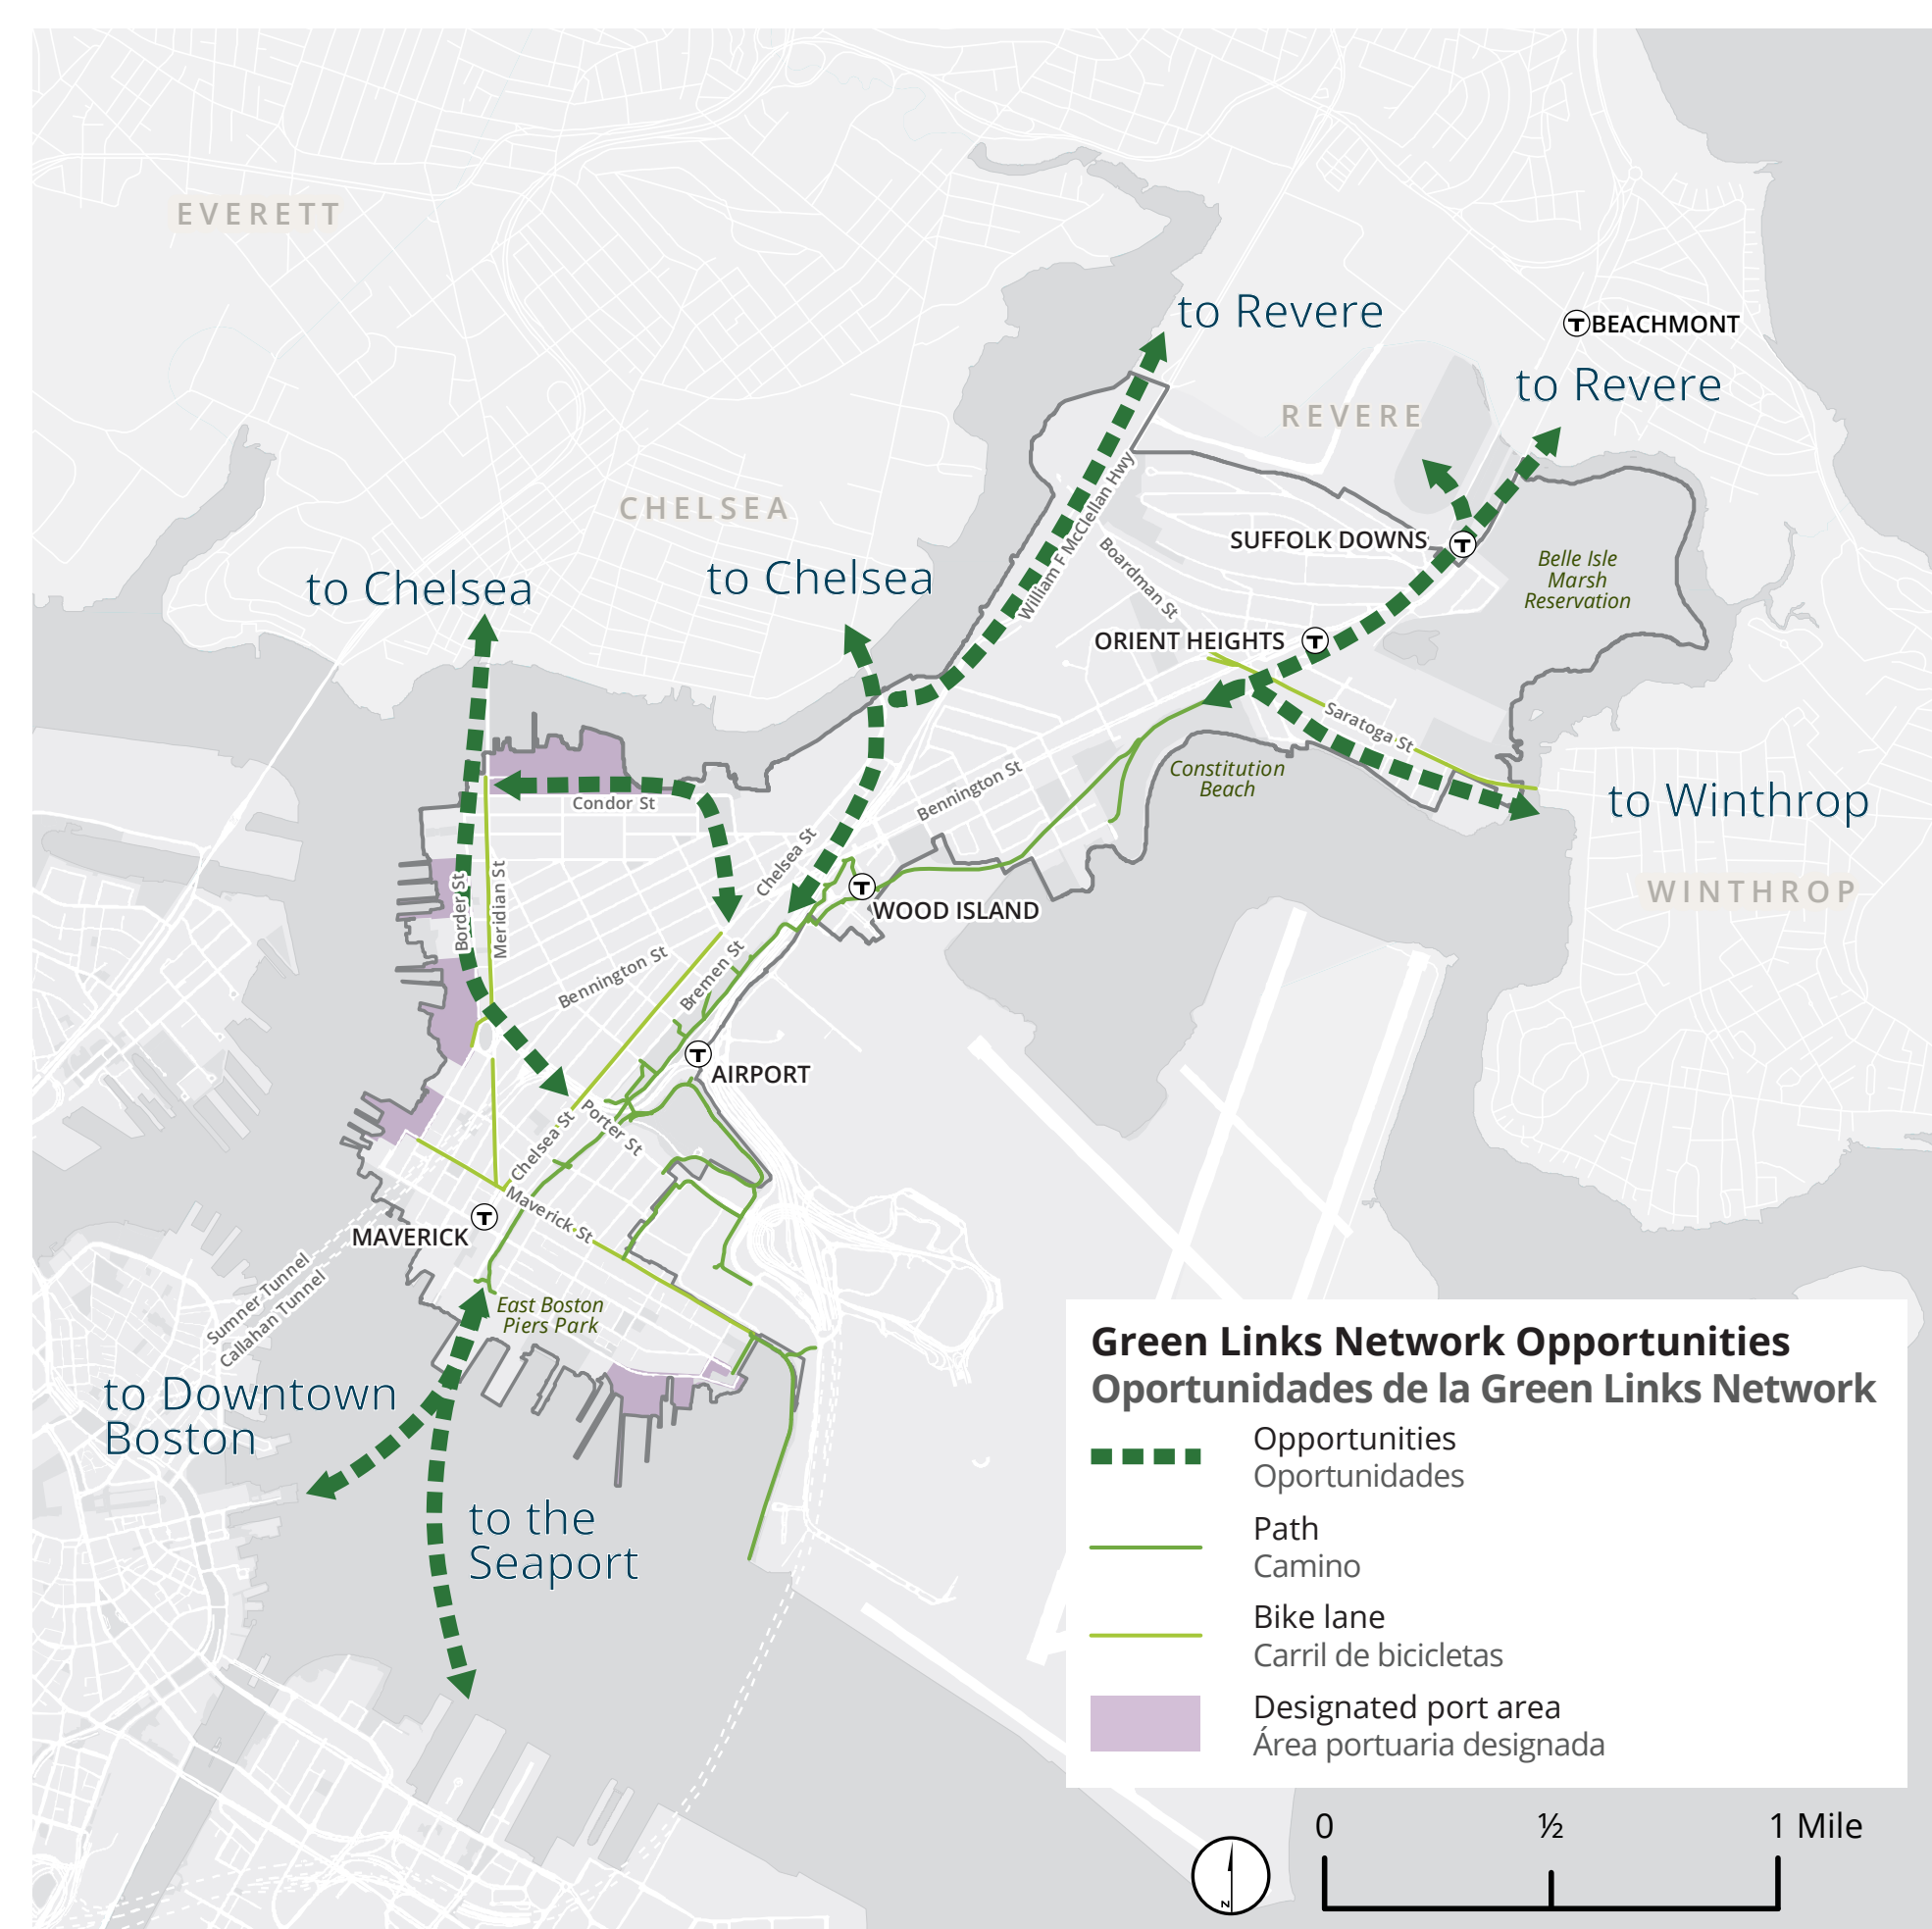 EVERETT
to Revere
BEACHMONT
to Revere
REVERE
CHELSEA
William F McClellan Hwy
SUFFOLK DOWNS
Belle Isle
Marsh
Reservation
Boardman St
to Chelsea
to Chelsea
ORIENT HEIGHTS
Saratoga St
Constitution
Beach
to Winthrop
Bennington St
Condor St
Chelsea St
WINTHROP
Border St
Meridian St
WOOD ISLAND
Bennington St
Bremen St
AIRPORT
Porter St
Chelsea St
Maverick St
MAVERICK
Sumner Tunnel
Callahan Tunnel
East Boston
Piers Park
to Downtown
Boston
to the
Seaport
Green Links Network Opportunities
Oportunidades de la Green Links Network
Opportunities
Oportunidades
Path
Camino
Bike lane
Carril de bicicletas
Designated port area
Área portuaria designada
0 ½ 1 Mile
N